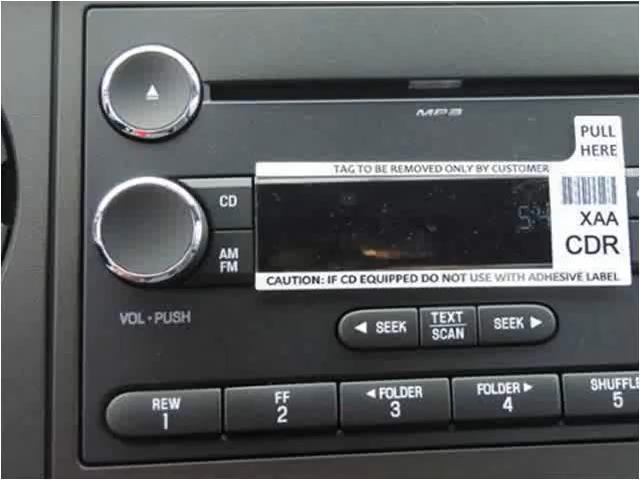 MP3
PULL
HERE
TAG TO BE REMOVED ONLY BY CUSTOMER
CD
XAA
CDR
AM
FM
CAUTION: IF CD EQUIPPED DO NOT USE WITH ADHESIVE LABEL
VOL • PUSH
◀ SEEK
TEXT
SCAN
SEEK ▶
REW
1
FF
2
◀ FOLDER
3
FOLDER ▶
4
SHUFFLE
5